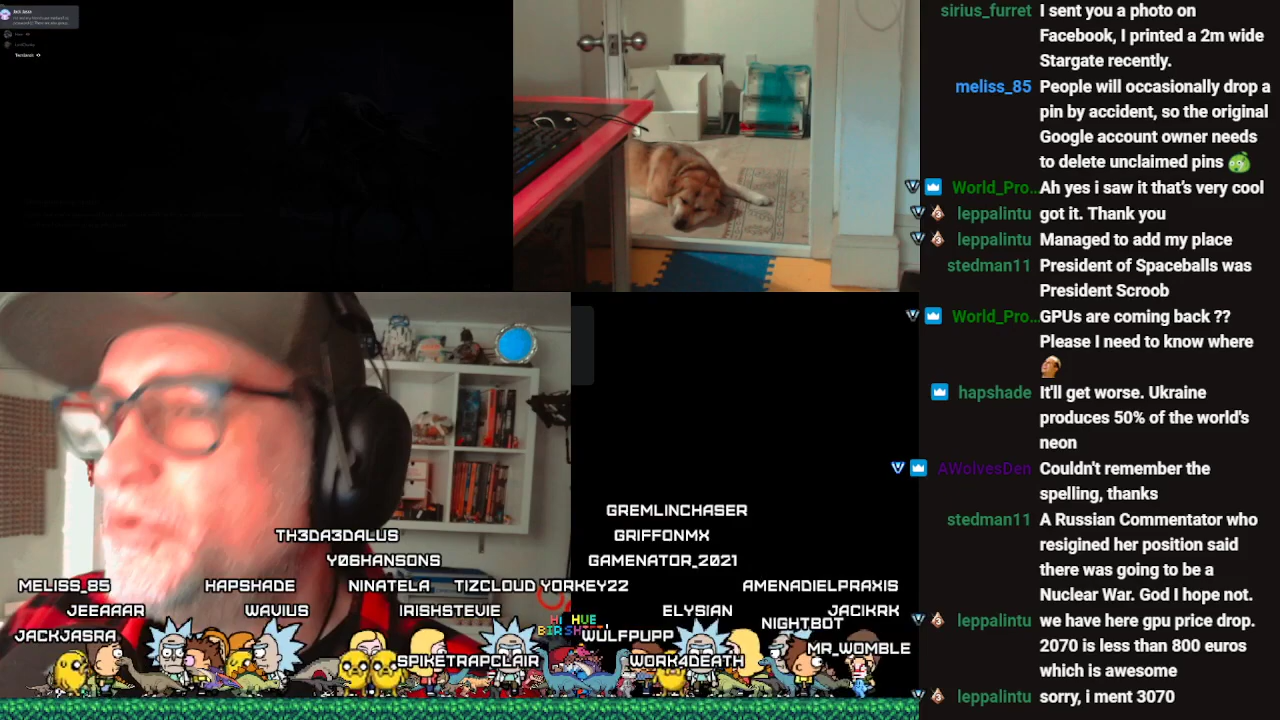 sirius_furret I sent you a photo on
Facebook, I printed a 2m wide
Stargate recently.
meliss_85 People will occasionally drop a
pin by accident, so the original
Google account owner needs
to delete unclaimed pins
World_Pro... Ah yes i saw it that's very cool
leppalintu got it. Thank you
leppalintu Managed to add my place
stedman11 President of Spaceballs was
President Scroob
World_Pro... GPUs are coming back ??
Please I need to know where
hapshade It'll get worse. Ukraine
produces 50% of the world's
neon
AWolvesDen Couldn't remember the
spelling, thanks
stedman11 A Russian Commentator who
resigined her position said
there was going to be a
Nuclear War. God I hope not.
leppalintu we have here gpu price drop.
2070 is less than 800 euros
which is awesome
leppalintu sorry, i ment 3070
GREMLINCHASER
TH3DA3DALUS GRIFFONMX
Y06HANSONS GAMENATOR_2021
MELISS_85 HAPSHADE NINATELA TIZCLOUD YORKEY22 AMENADIELPRAXIS
JEEAAAR WAVIUS IRISHSTEVIE ELYSIAN JAC1KRK
NIGHTBOT
JACKJASRA WULFPUPP
MR_WOMBLE
SPIKETRAPCLAIR WORK4DEATH